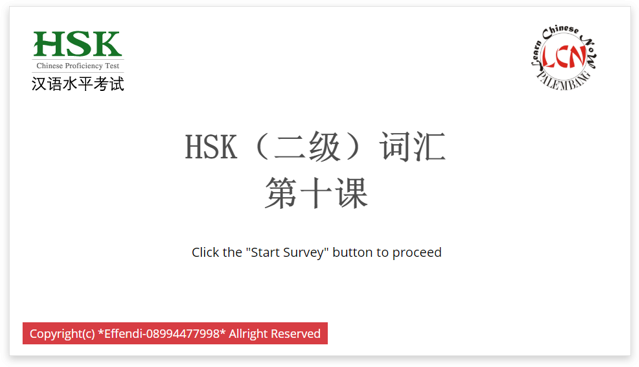 HSK
Chinese Proficiency Test
汉语水平考试
Learn Chinese Now
LCN
PALEMBANG
HSK（二级）词汇
第十课
Click the "Start Survey" button to proceed
Copyright(c) *Effendi-08994477998* Allright Reserved